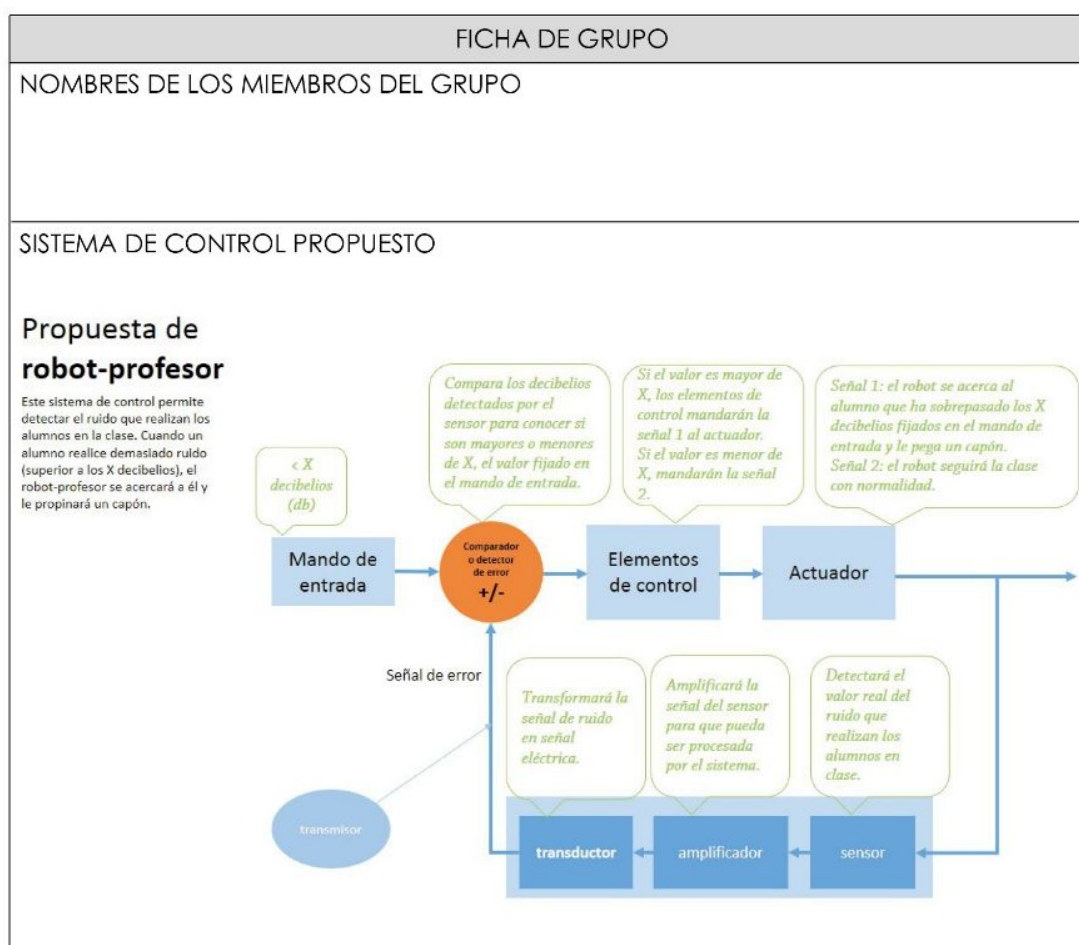 FICHA DE GRUPO
NOMBRES DE LOS MIEMBROS DEL GRUPO
SISTEMA DE CONTROL PROPUESTO
Propuesta de
robot-profesor
Este sistema de control permite
detectar el ruido que realizan los
alumnos en la clase. Cuando un
alumno realice demasiado ruido
(superior a los X decibelios), el
robot-profesor se acercará a él y
le propinará un capón.
< X
decibelios
(db)
Compara los decibelios
detectados por el
sensor para conocer si
son mayores o menores
de X, el valor fijado en
el mando de entrada.
Si el valor es mayor de
X, los elementos de
control mandarán la
señal 1 al actuador.
Si el valor es menor de
X, mandarán la señal
2.
Señal 1: el robot se acerca al
alumno que ha sobrepasado los X
decibelios fijados en el mando de
entrada y le pega un capón.
Señal 2: el robot seguirá la clase
con normalidad.
Mando de
entrada
Comparador
o detector
de error
+/-
Elementos
de control
Actuador
Señal de error
Transformará la
señal de ruido
en señal
eléctrica.
Amplificará la
señal del sensor
para que pueda
ser procesada
por el sistema.
Detectará el
valor real del
ruido que
realizan los
alumnos en
clase.
transmisor
transductor
amplificador
sensor